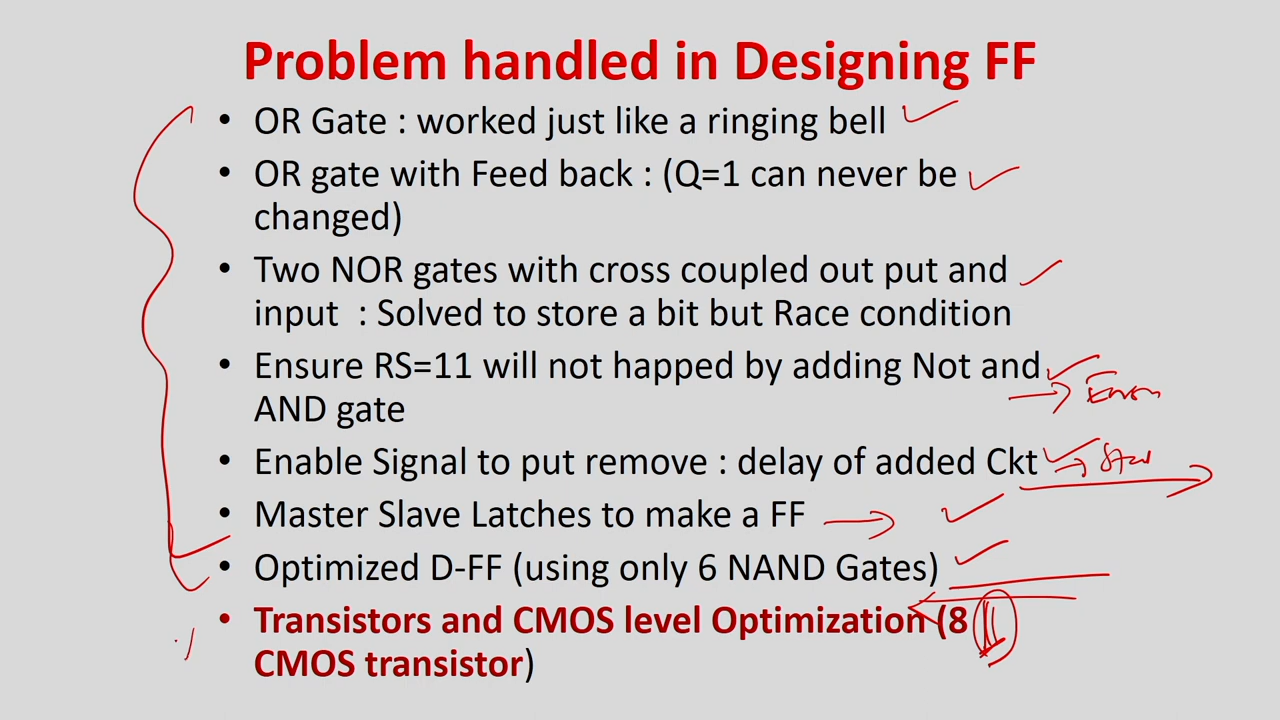 Problem handled in Designing FF
• OR Gate : worked just like a ringing bell
• OR gate with Feed back : (Q=1 can never be
changed)
• Two NOR gates with cross coupled out put and
input : Solved to store a bit but Race condition
• Ensure RS=11 will not happed by adding Not and
AND gate
• Enable Signal to put remove : delay of added Ckt
• Master Slave Latches to make a FF
• Optimized D-FF (using only 6 NAND Gates)
• Transistors and CMOS level Optimization (8
CMOS transistor)